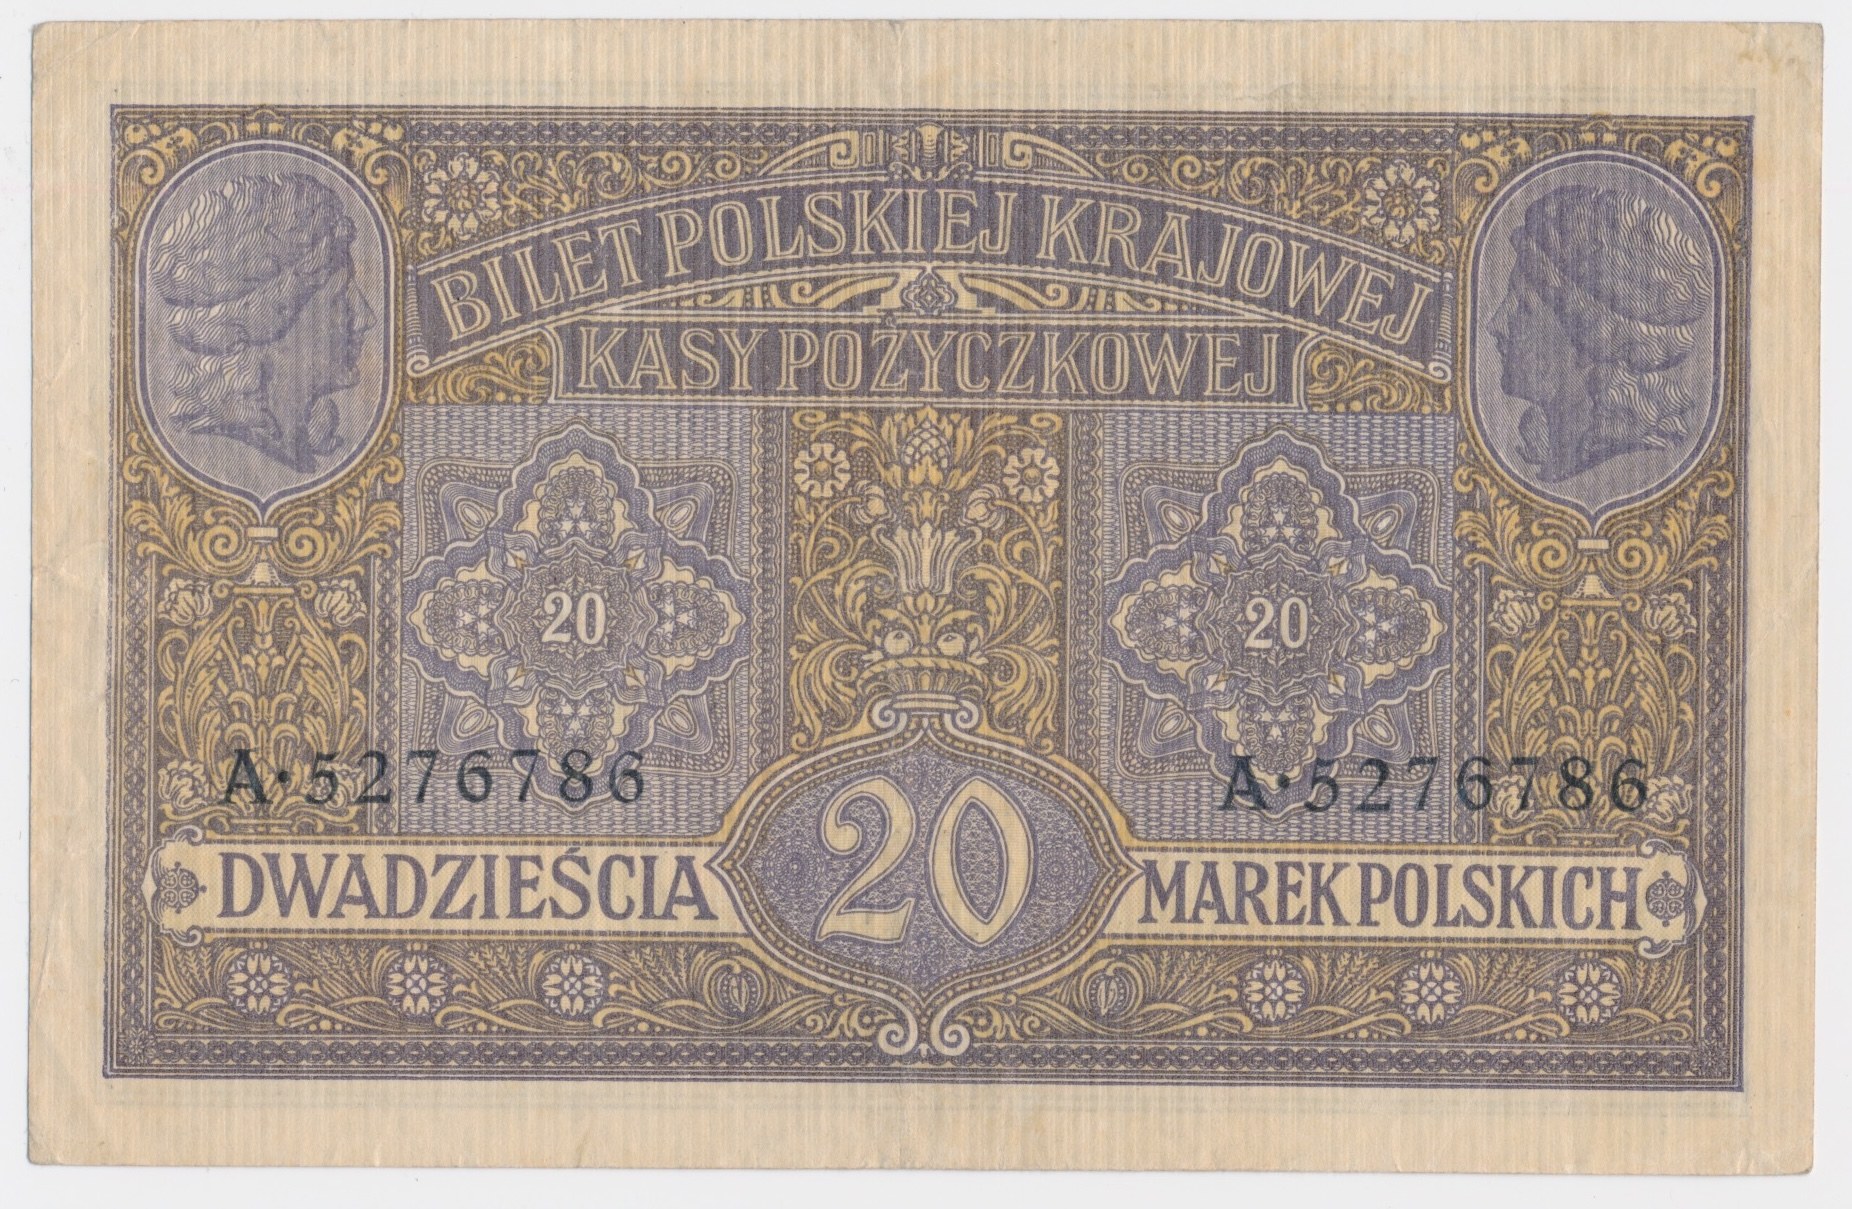 BILET POLSKIEJ KRAJOWEJ
KASY POŻYCZKOWEJ
20 20
A·5276786 A·5276786
DWADZIEŚCIA 20 MAREK POLSKICH